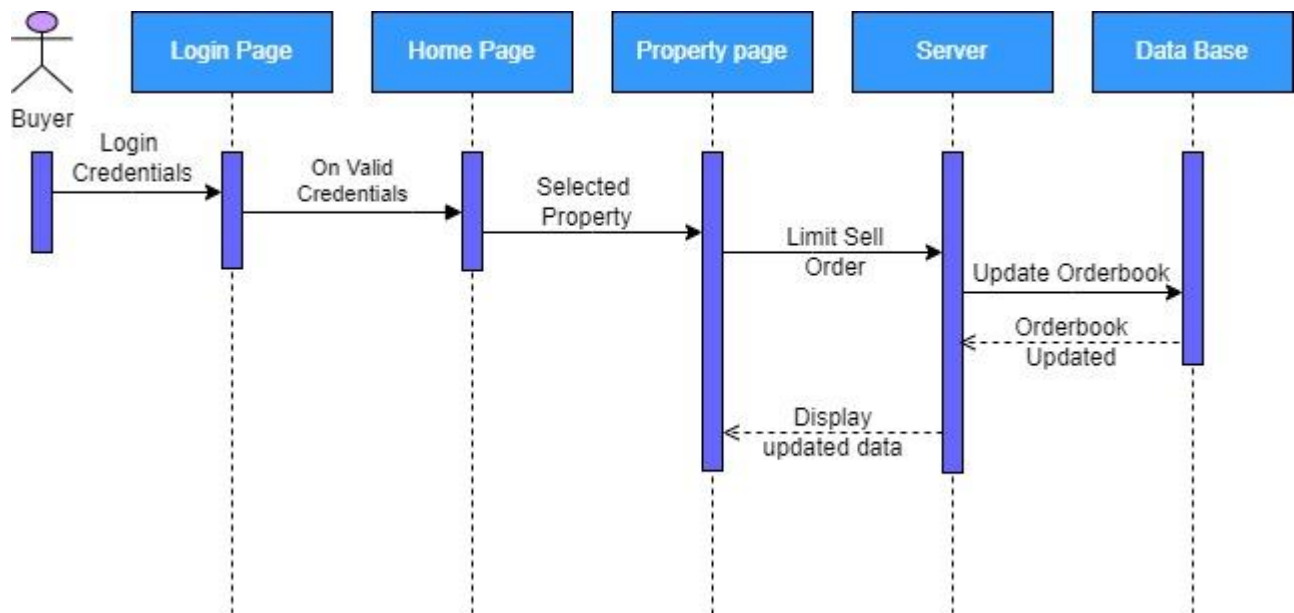 Login Page
Home Page
Property page
Server
Data Base
Buyer
Login
Credentials
On Valid
Credentials
Selected
Property
Limit Sell
Order
Update Orderbook
Orderbook
Updated
Display
updated data